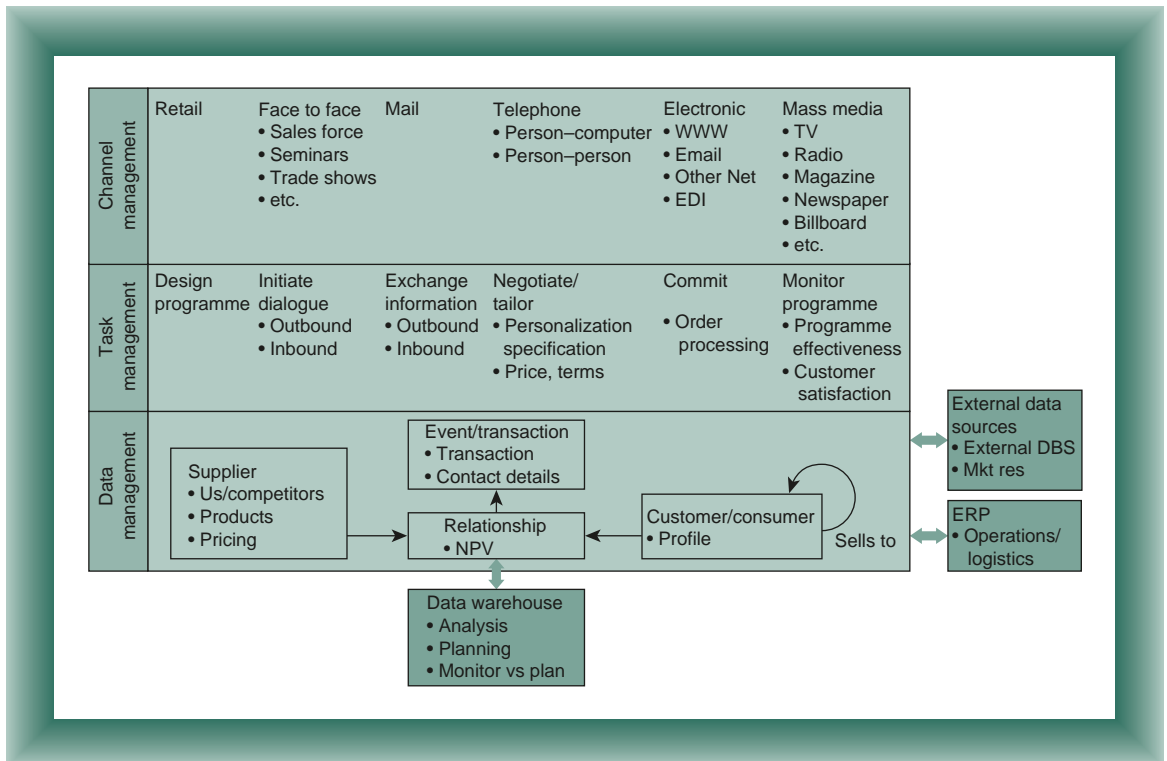 Channel
management
Retail
Face to face
• Sales force
• Seminars
• Trade shows
• etc.
Mail
Telephone
• Person–computer
• Person–person
Electronic
• WWW
• Email
• Other Net
• EDI
Mass media
• TV
• Radio
• Magazine
• Newspaper
• Billboard
• etc.
Task
management
Design
programme
Initiate
dialogue
• Outbound
• Inbound
Exchange
information
• Outbound
• Inbound
Negotiate/
tailor
• Personalization
specification
• Price, terms
Commit
• Order
processing
Monitor
programme
• Programme
effectiveness
• Customer
satisfaction
Data
management
Supplier
• Us/competitors
• Products
• Pricing
Event/transaction
• Transaction
• Contact details
Relationship
• NPV
Customer/consumer
• Profile
Sells to
External data
sources
• External DBS
• Mkt res
ERP
• Operations/
logistics
Data warehouse
• Analysis
• Planning
• Monitor vs plan